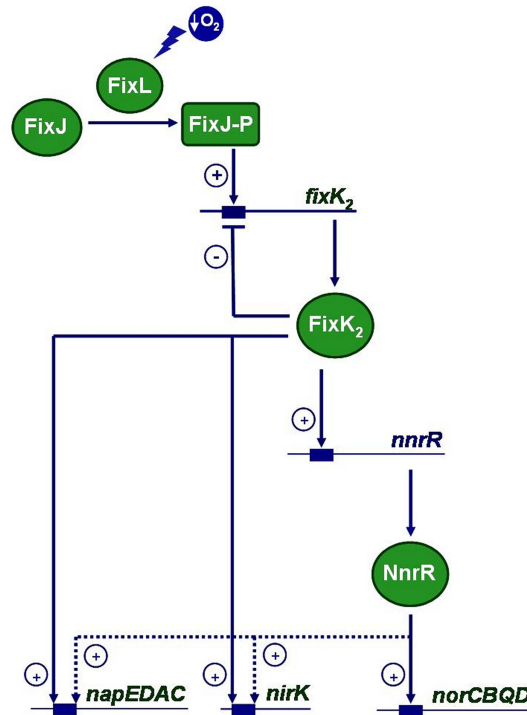 ↓O₂
FixL
FixJ
FixJ-P
+
fixK₂
-
FixK₂
+
nnrR
NnrR
+ +
+ + +
napEDAC nirK norCBQD